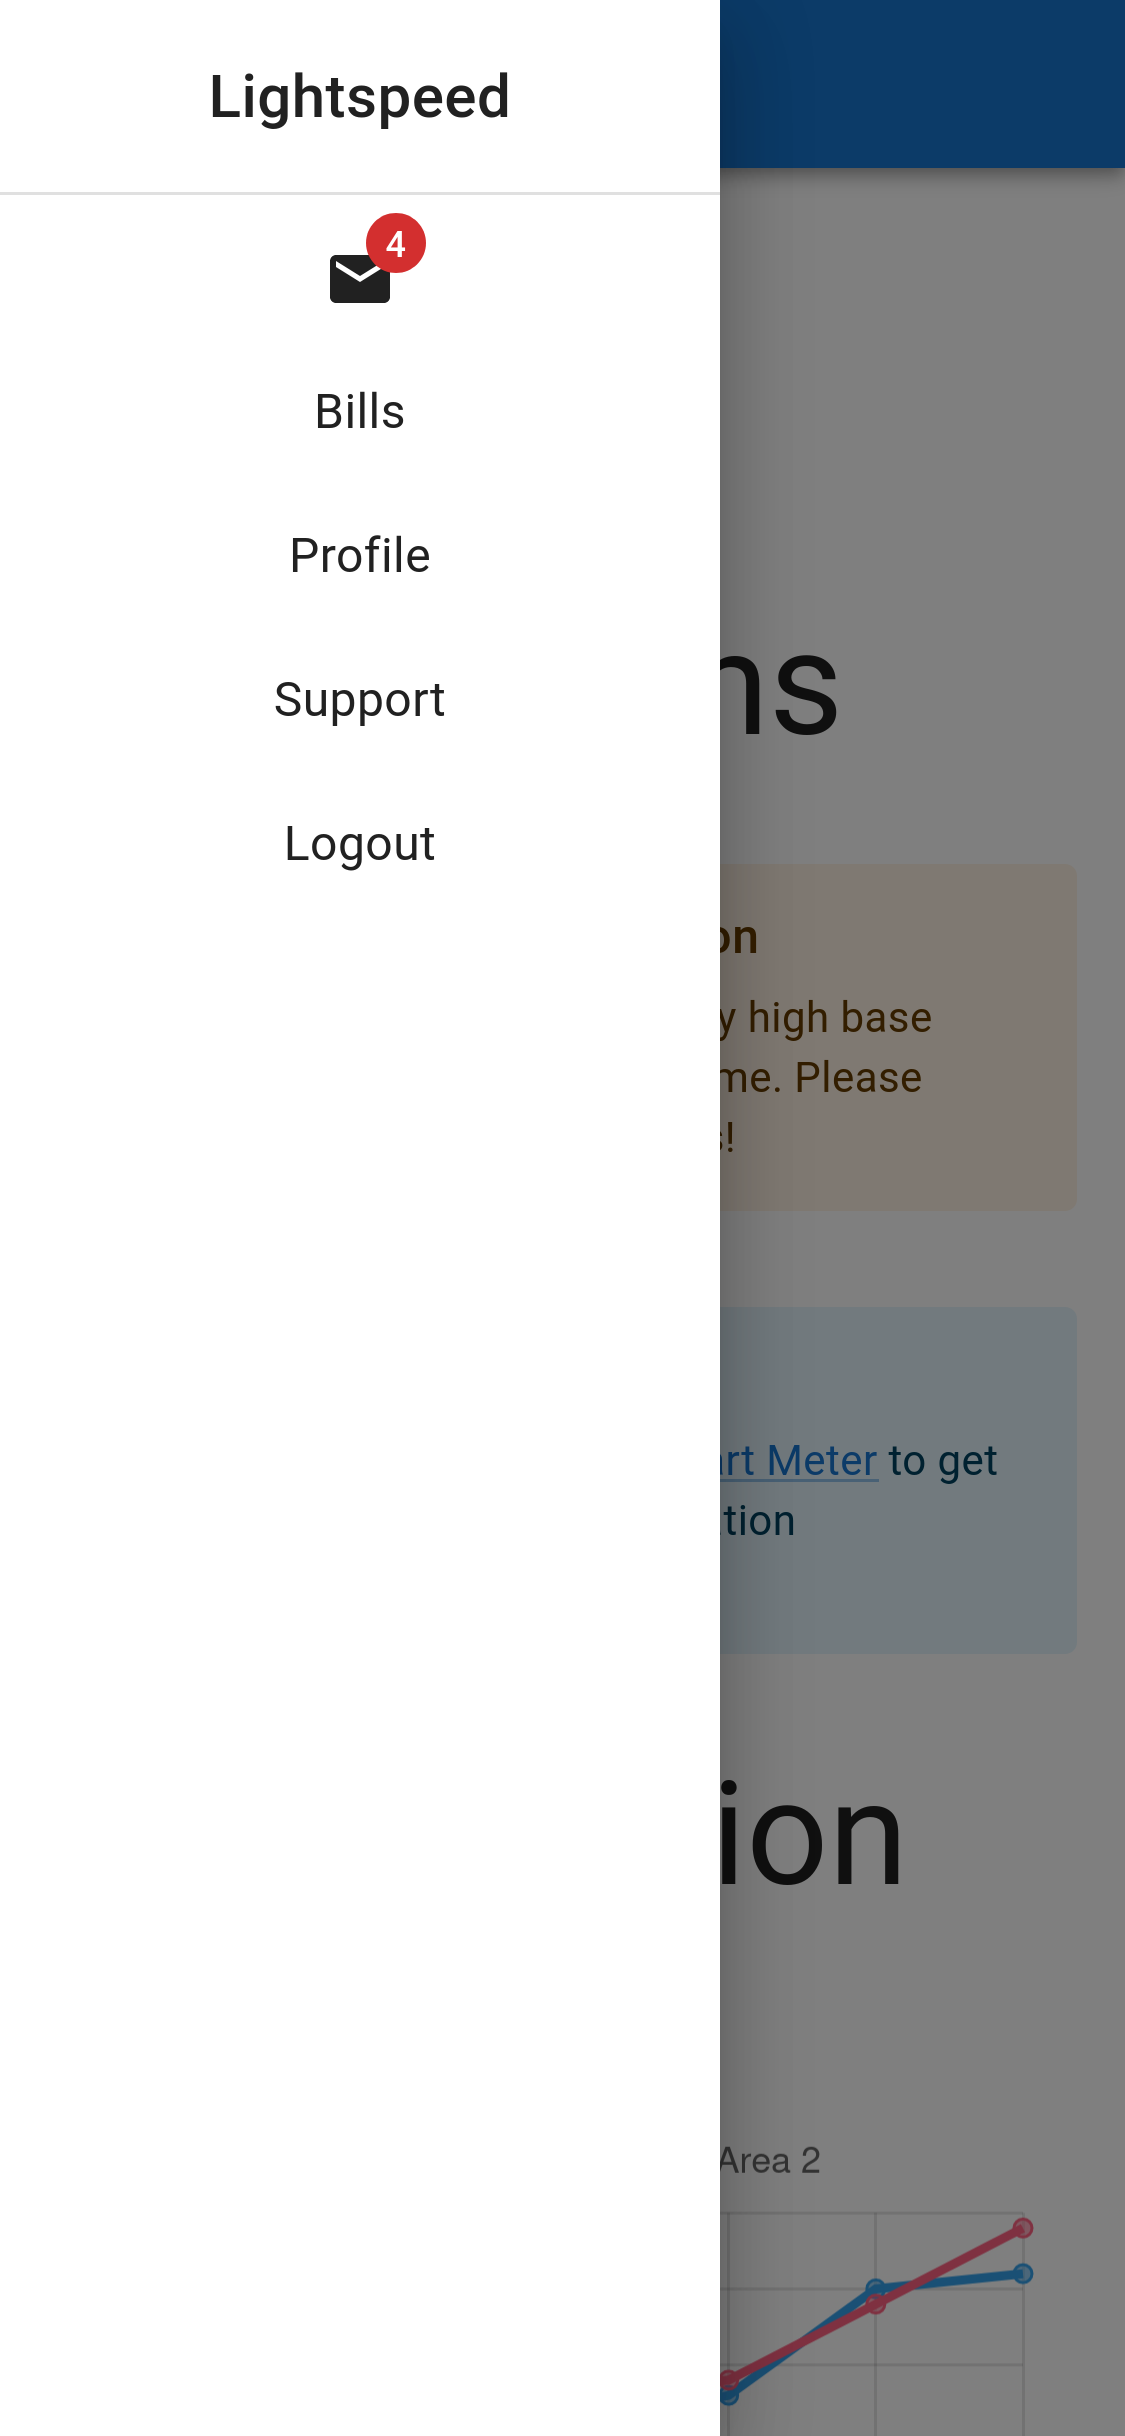 Lightspeed
4
Bills
Profile
Support
Logout
ns
on
y high base
me. Please
s!
art Meter to get
tion
ion
Area 2